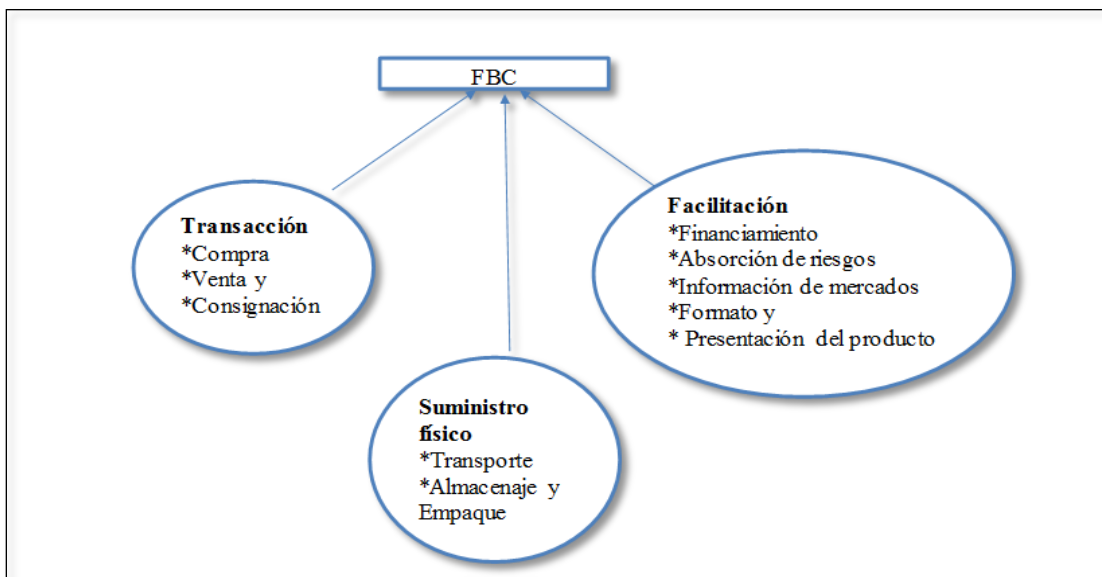 FBC
Transacción
*Compra
*Venta y
*Consignación
Suministro
físico
*Transporte
*Almacenaje y
Empaque
Facilitación
*Financiamiento
*Absorción de riesgos
*Información de mercados
*Formato y
* Presentación del producto